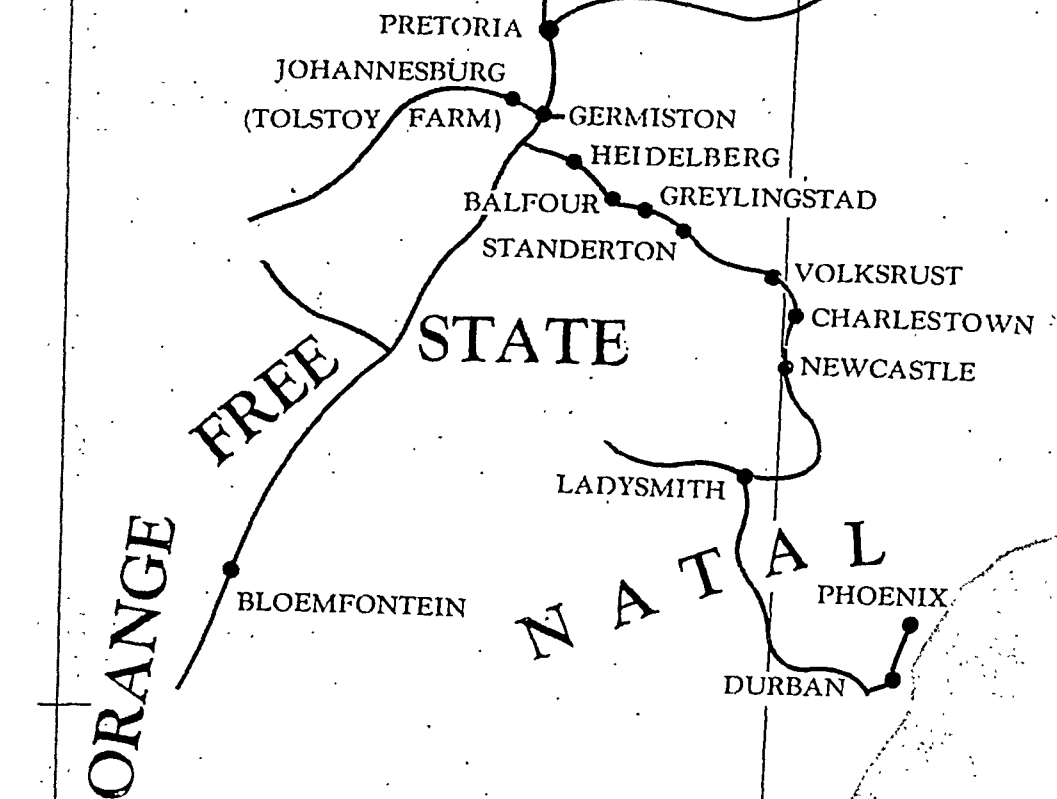 PRETORIA
JOHANNESBURG
(TOLSTOY FARM)
GERMISTON
HEIDELBERG
BALFOUR
GREYLINGSTAD
STANDERTON
VOLKSRUST
CHARLESTOWN
NEWCASTLE
ORANGE FREE STATE
LADYSMITH
NATAL
BLOEMFONTEIN
PHOENIX
DURBAN